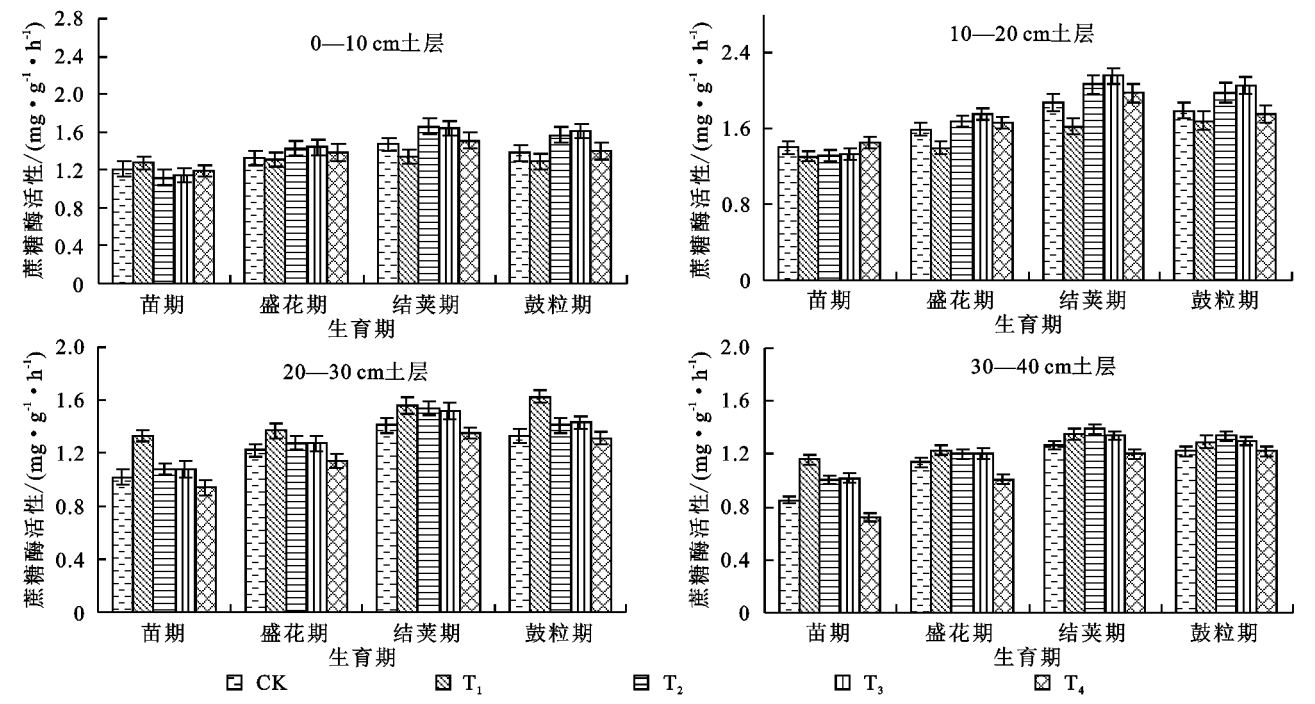 0—10 cm土层
蔗糖酶活性/(mg·g⁻¹·h⁻¹)
2.8
2.4
2.0
1.6
1.2
0.8
0.4
0
苗期 盛花期 结荚期 鼓粒期
生育期
10—20 cm土层
蔗糖酶活性/(mg·g⁻¹·h⁻¹)
2.4
1.6
0.8
0
苗期 盛花期 结荚期 鼓粒期
生育期
20—30 cm土层
蔗糖酶活性/(mg·g⁻¹·h⁻¹)
2.0
1.6
1.2
0.8
0.4
0
苗期 盛花期 结荚期 鼓粒期
生育期
30—40 cm土层
蔗糖酶活性/(mg·g⁻¹·h⁻¹)
2.0
1.6
1.2
0.8
0.4
0
苗期 盛花期 结荚期 鼓粒期
生育期
CK T₁ T₂ T₃ T₄